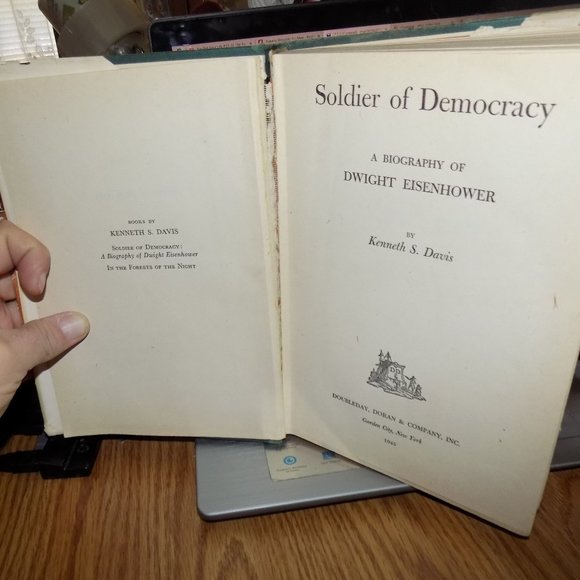 BOOKS BY
KENNETH S. DAVIS
SOLDIER OF DEMOCRACY:
A Biography of Dwight Eisenhower
IN THE FORESTS OF THE NIGHT
Soldier of Democracy
A BIOGRAPHY OF
DWIGHT EISENHOWER
BY
Kenneth S. Davis
DOUBLEDAY, DORAN & COMPANY, INC.
Garden City, New York
1945